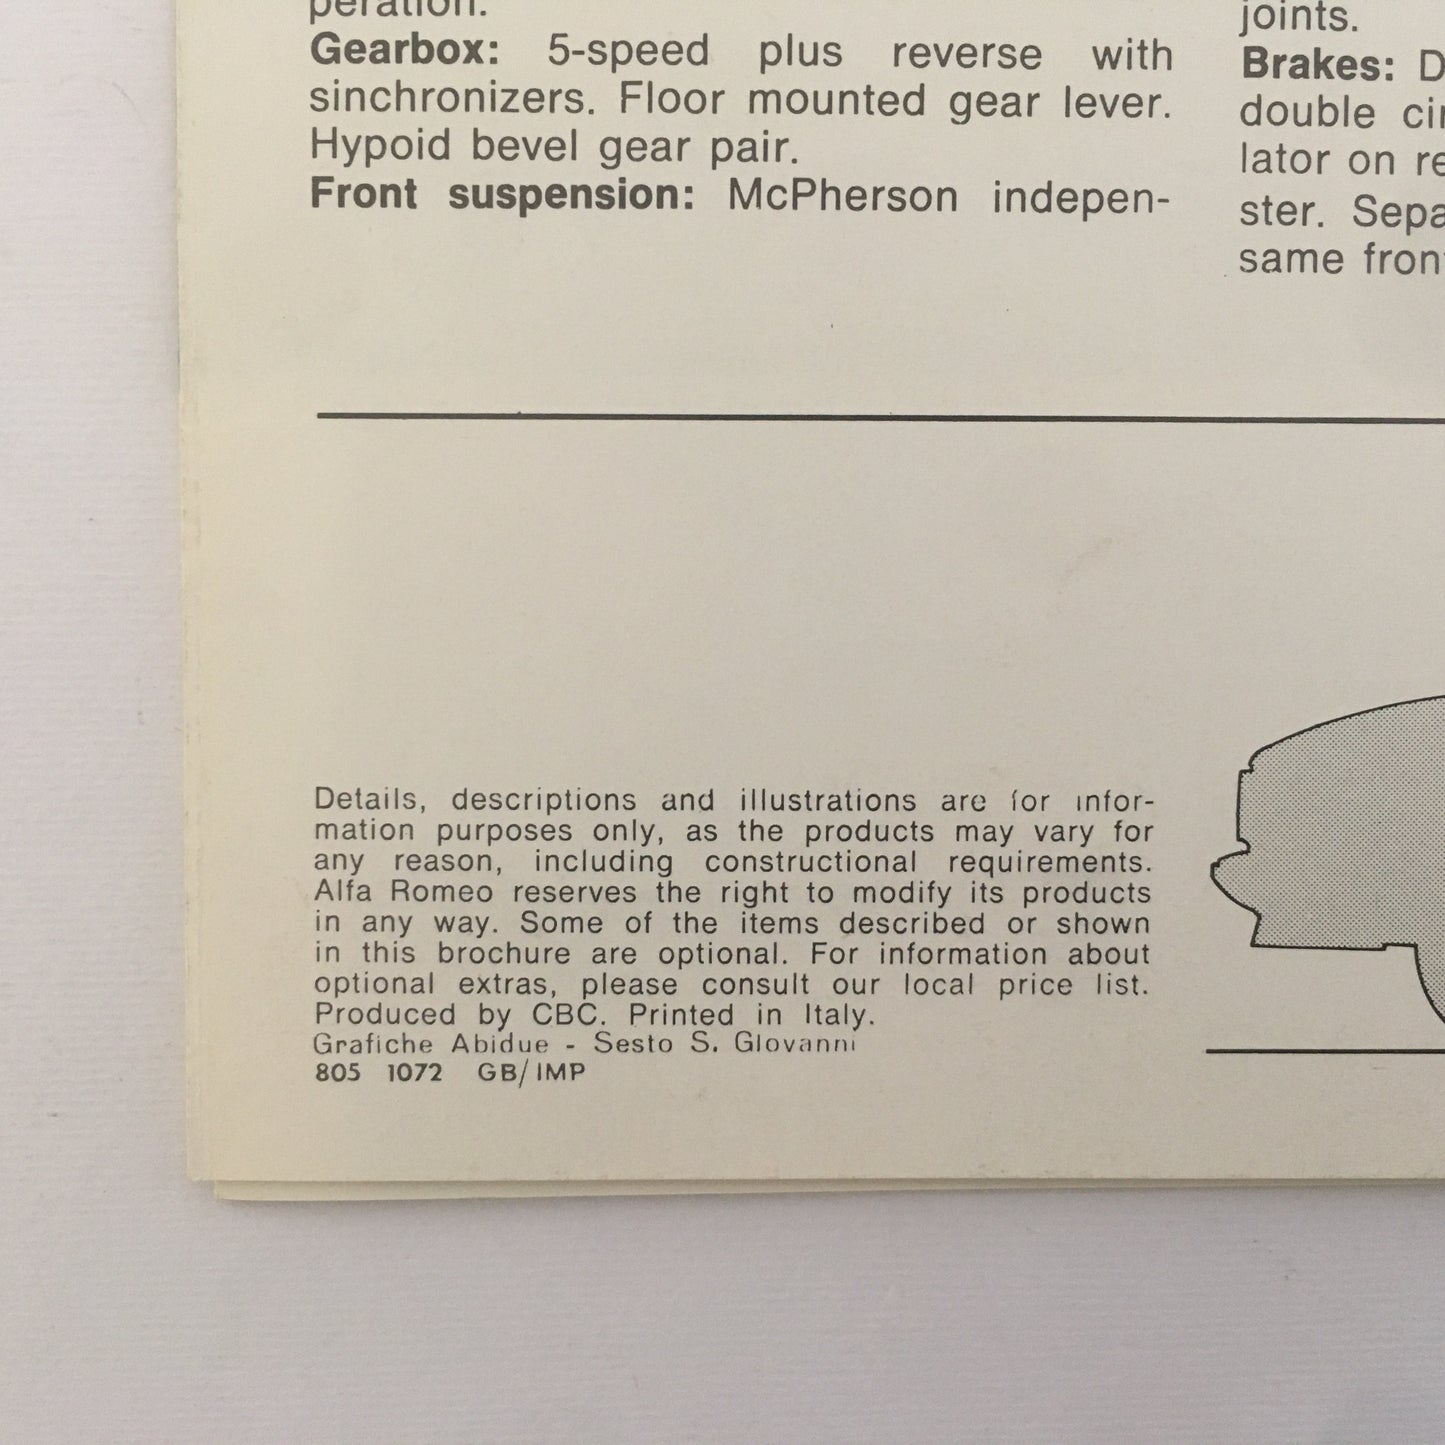 peration.
Gearbox: 5-speed plus reverse with
sinchronizers. Floor mounted gear lever.
Hypoid bevel gear pair.
Front suspension: McPherson indepen-
joints.
Brakes:
double
lator on
ster.
same
Details, descriptions and illustrations are for infor-
mation purposes only, as the products may vary for
any reason, including constructional requirements.
Alfa Romeo reserves the right to modify its products
in any way. Some of the items described or shown
in this brochure are optional. For information about
optional extras, please consult our local price list.
Produced by CBC. Printed in Italy.
Grafiche Abidue - Sesto S. Giovanni
805 1072 GB/IMP